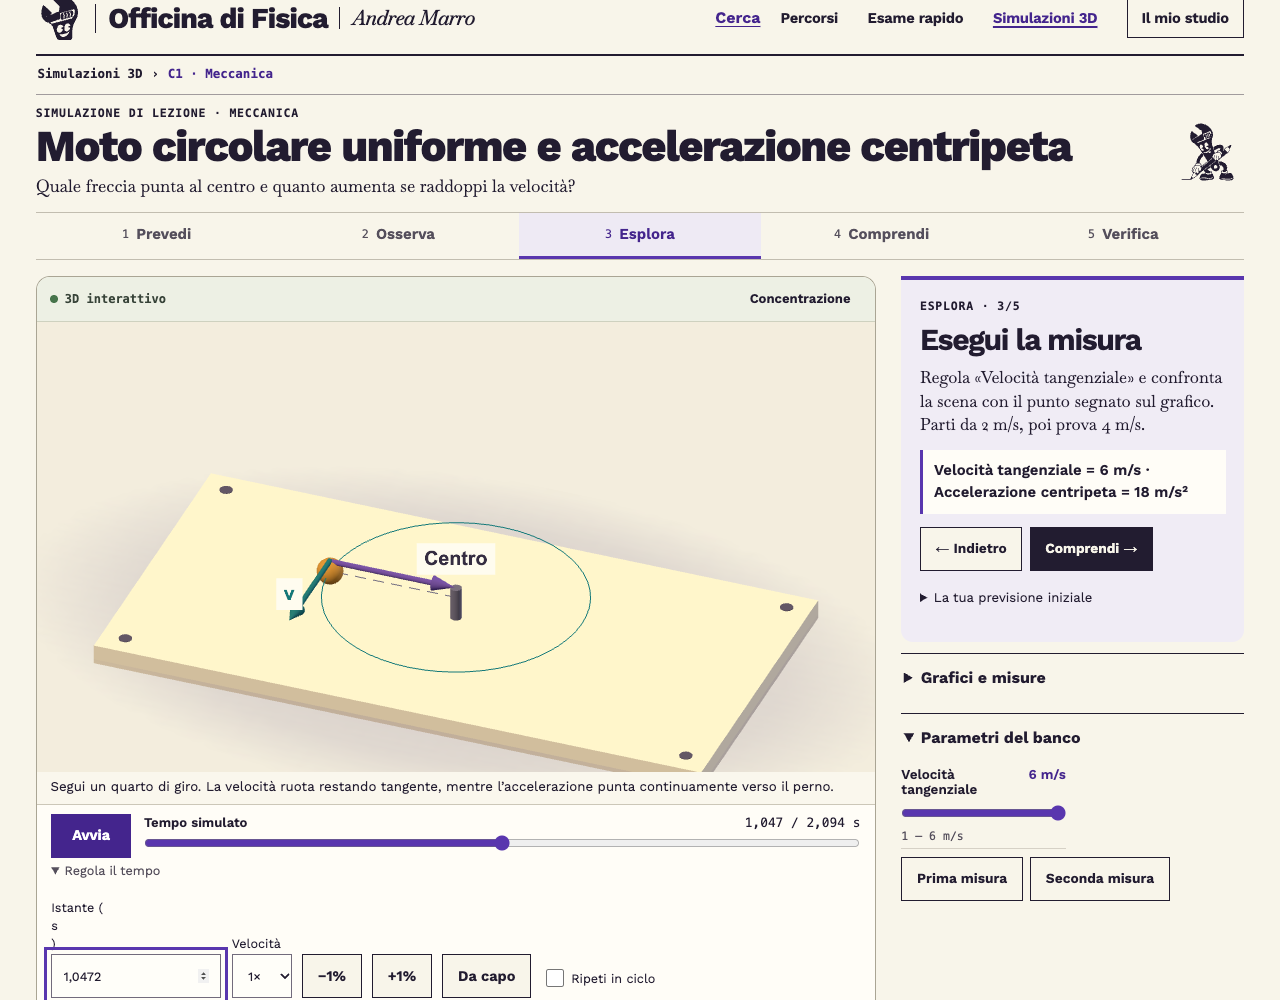 Officina di Fisica
Andrea Marro
Cerca
Percorsi
Esame rapido
Simulazioni 3D
Il mio studio
Simulazioni 3D › C1 · Meccanica
SIMULAZIONE DI LEZIONE · MECCANICA
Moto circolare uniforme e accelerazione centripeta
Quale freccia punta al centro e quanto aumenta se raddoppi la velocità?
1 Prevedi
2 Osserva
3 Esplora
4 Comprendi
5 Verifica
3D interattivo
Concentrazione
Centro
v
Segui un quarto di giro. La velocità ruota restando tangente, mentre l’accelerazione punta continuamente verso il perno.
Avvia
Tempo simulato
1,047 / 2,094 s
▼ Regola il tempo
Istante (
s
)
1,0472
Velocità
1×
−1%
+1%
Da capo
Ripeti in ciclo
ESPLORA · 3/5
Esegui la misura
Regola «Velocità tangenziale» e confronta
la scena con il punto segnato sul grafico.
Parti da 2 m/s, poi prova 4 m/s.
Velocità tangenziale = 6 m/s ·
Accelerazione centripeta = 18 m/s²
← Indietro
Comprendi →
▶ La tua previsione iniziale
▶ Grafici e misure
▼ Parametri del banco
Velocità
tangenziale
6 m/s
1 – 6 m/s
Prima misura
Seconda misura